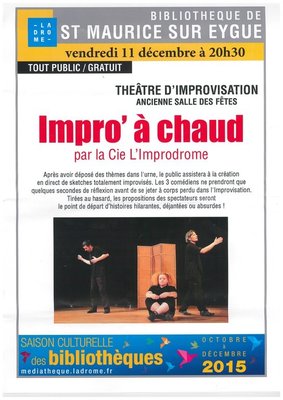 LA
DROME
BIBLIOTHEQUE DE
ST MAURICE SUR EYGUE
vendredi 11 décembre à 20h30
TOUT PUBLIC / GRATUIT
THEÂTRE D'IMPROVISATION
ANCIENNE SALLE DES FÊTES
Impro' à chaud
par la Cie L'Improdrome
Après avoir déposé des thèmes dans l'urne, le public assistera à la création
en direct de sketches totalement improvisés. Les 3 comédiens ne prendront que
quelques secondes de réflexion avant de se jeter à corps perdu dans l'improvisation.
Tirées au hasard, les propositions des spectateurs seront
le point de départ d'histoires hilarantes, déjantées ou absurdes !
SAISON CULTURELLE
des bibliothèques
mediatheque.ladrome.fr
OCTOBRE
DÉCEMBRE
2015